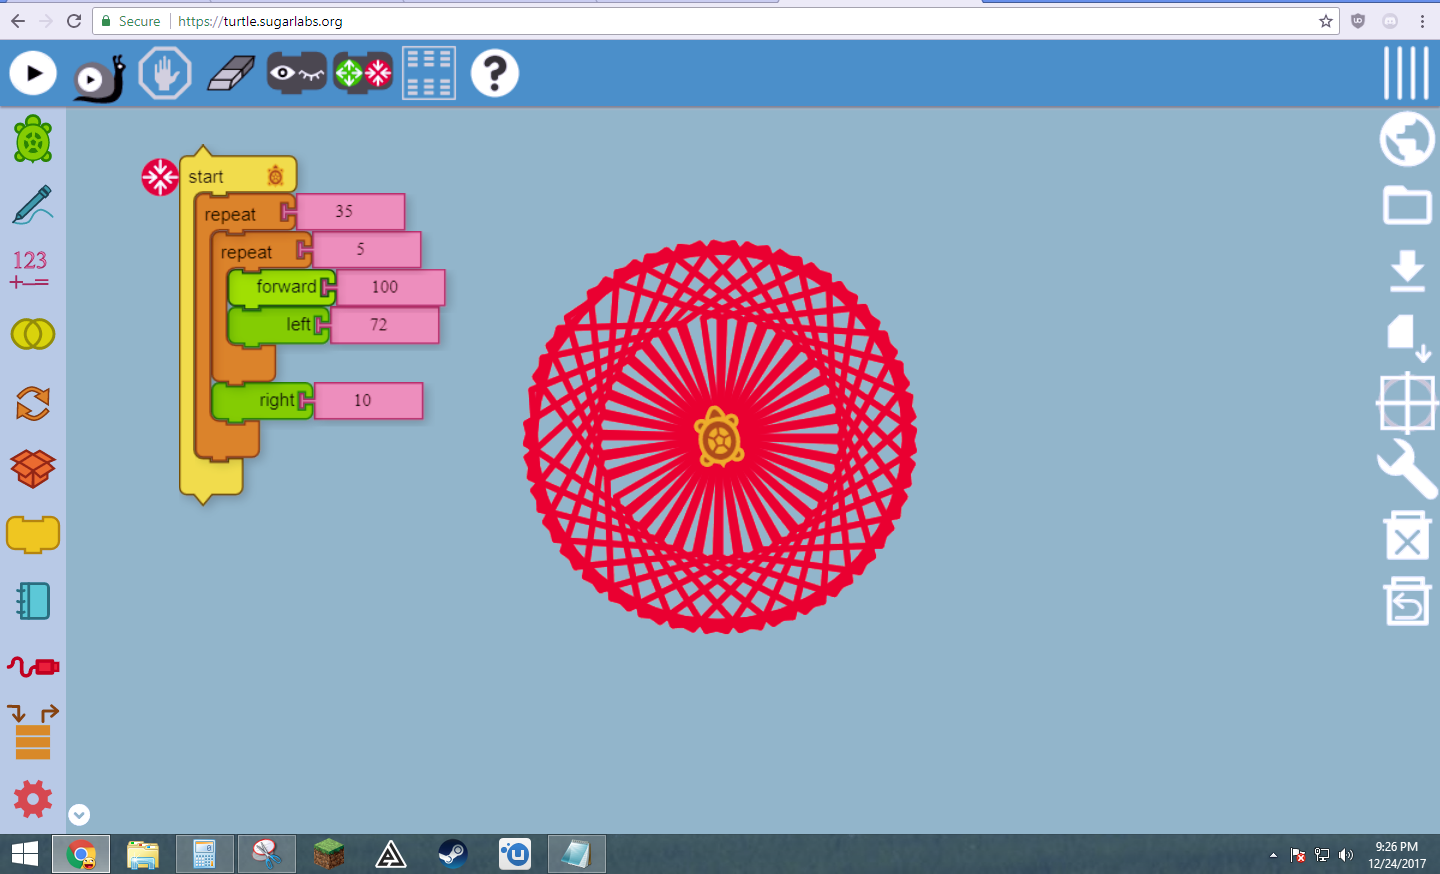 Secure https://turtle.sugarlabs.org
?
start
repeat 35
repeat 5
forward 100
left 72
right 10
123
+-=
9:26 PM
12/24/2017